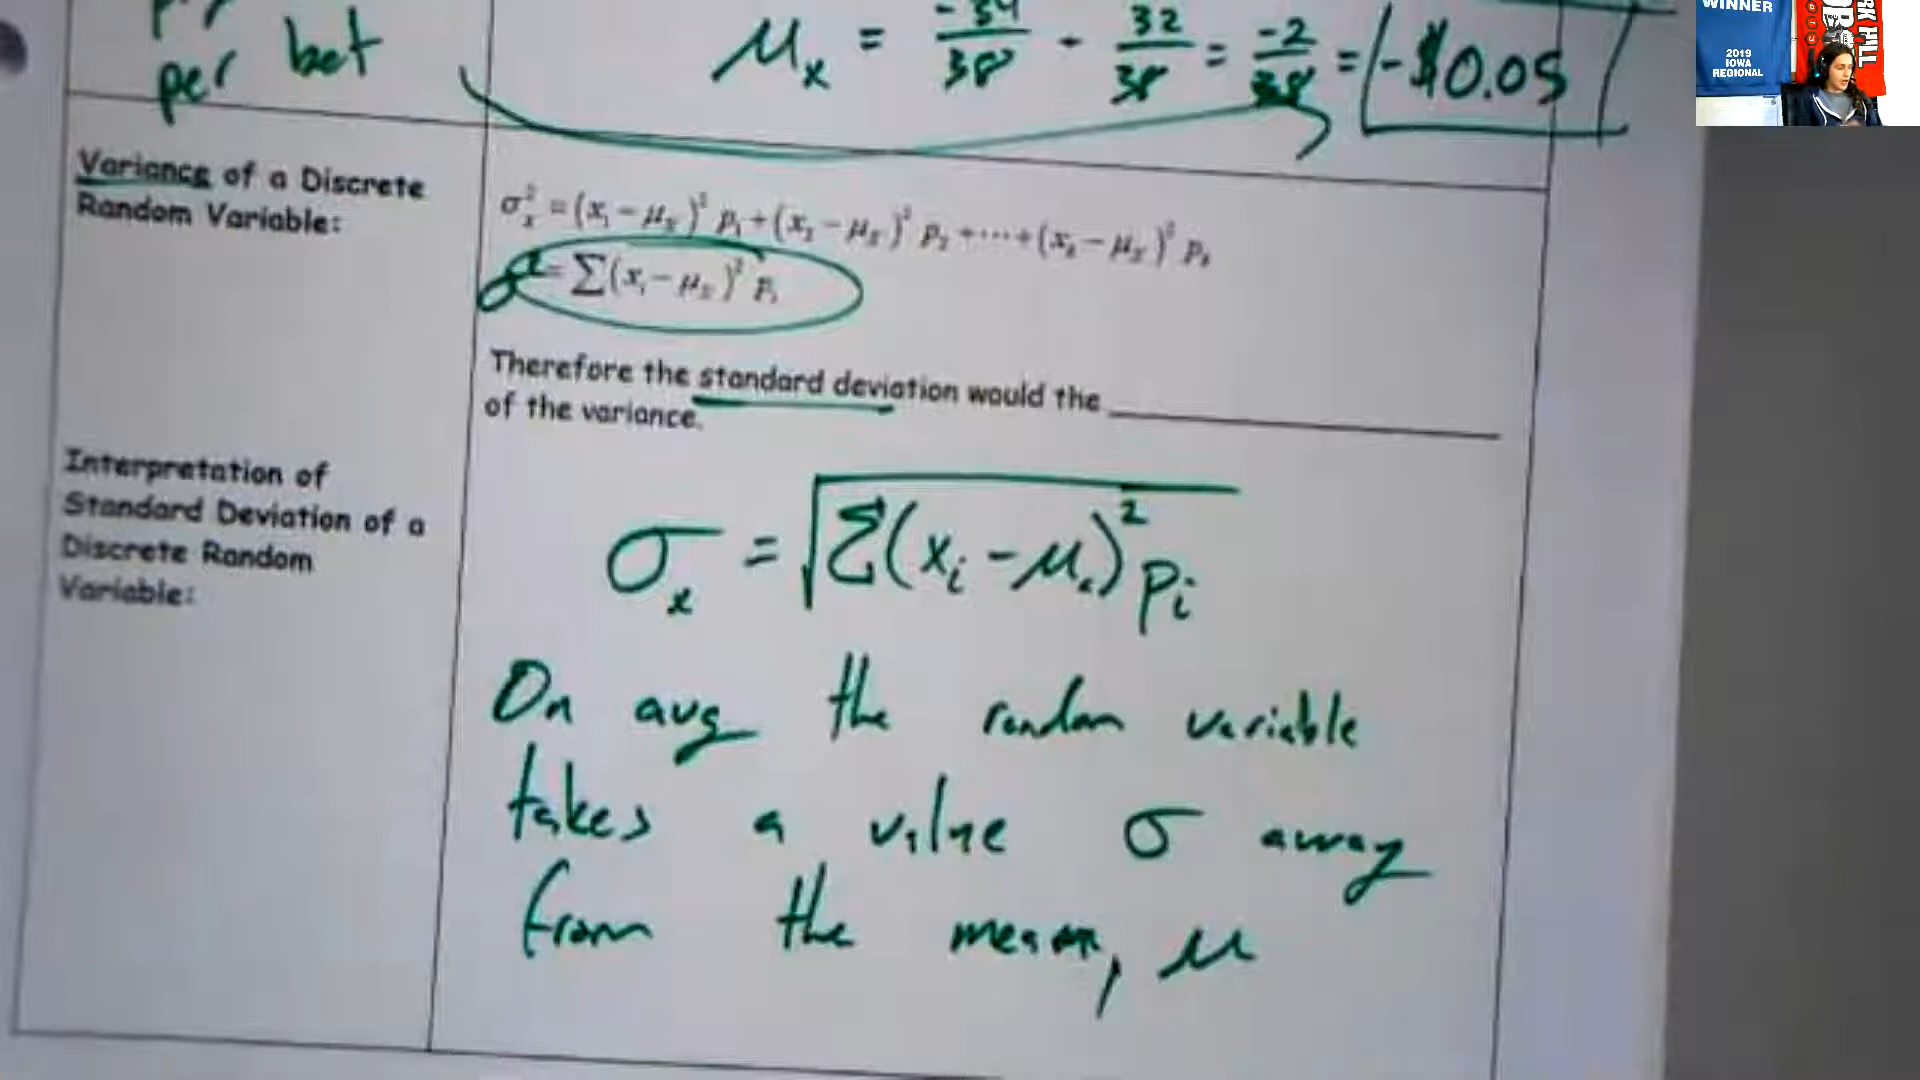 per bet
μx = -34/38 - 32/38 = -2/38 = -$0.05
WINNER
2019
IOWA
REGIONAL
Variance of a Discrete
Random Variable:
σ²ₓ = (x₁ - μₓ)² p₁ + (x₂ - μₓ)² p₂ + ⋯ + (xₖ - μₓ)² pₖ
σ² = ∑(xᵢ - μₓ)² pᵢ
Therefore the standard deviation would the ____________
of the variance.
Interpretation of
Standard Deviation of a
Discrete Random
Variable:
σₓ = √Σ(xᵢ - μₓ)² pᵢ
On avg the random variable
takes a value σ away
from the mean, μ